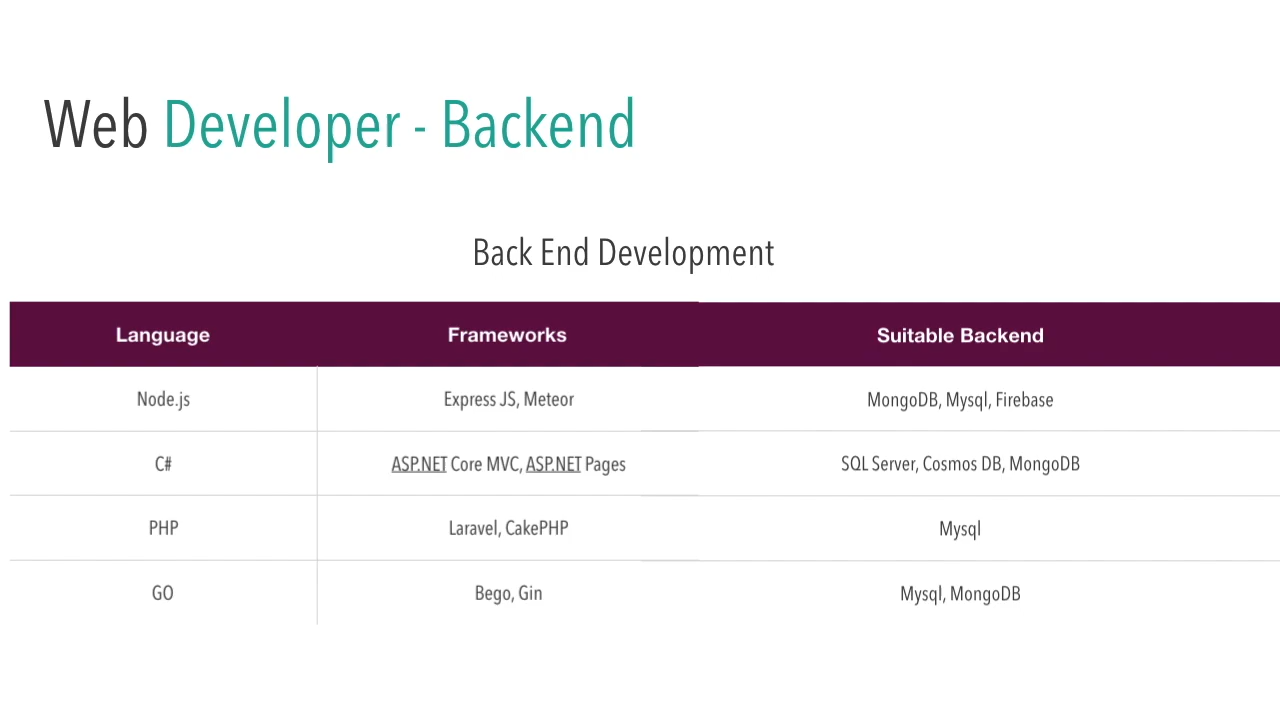 Web Developer - Backend
Back End Development
Language Frameworks Suitable Backend
Node.js Express JS, Meteor MongoDB, Mysql, Firebase
C# ASP.NET Core MVC, ASP.NET Pages SQL Server, Cosmos DB, MongoDB
PHP Laravel, CakePHP Mysql
GO Bego, Gin Mysql, MongoDB